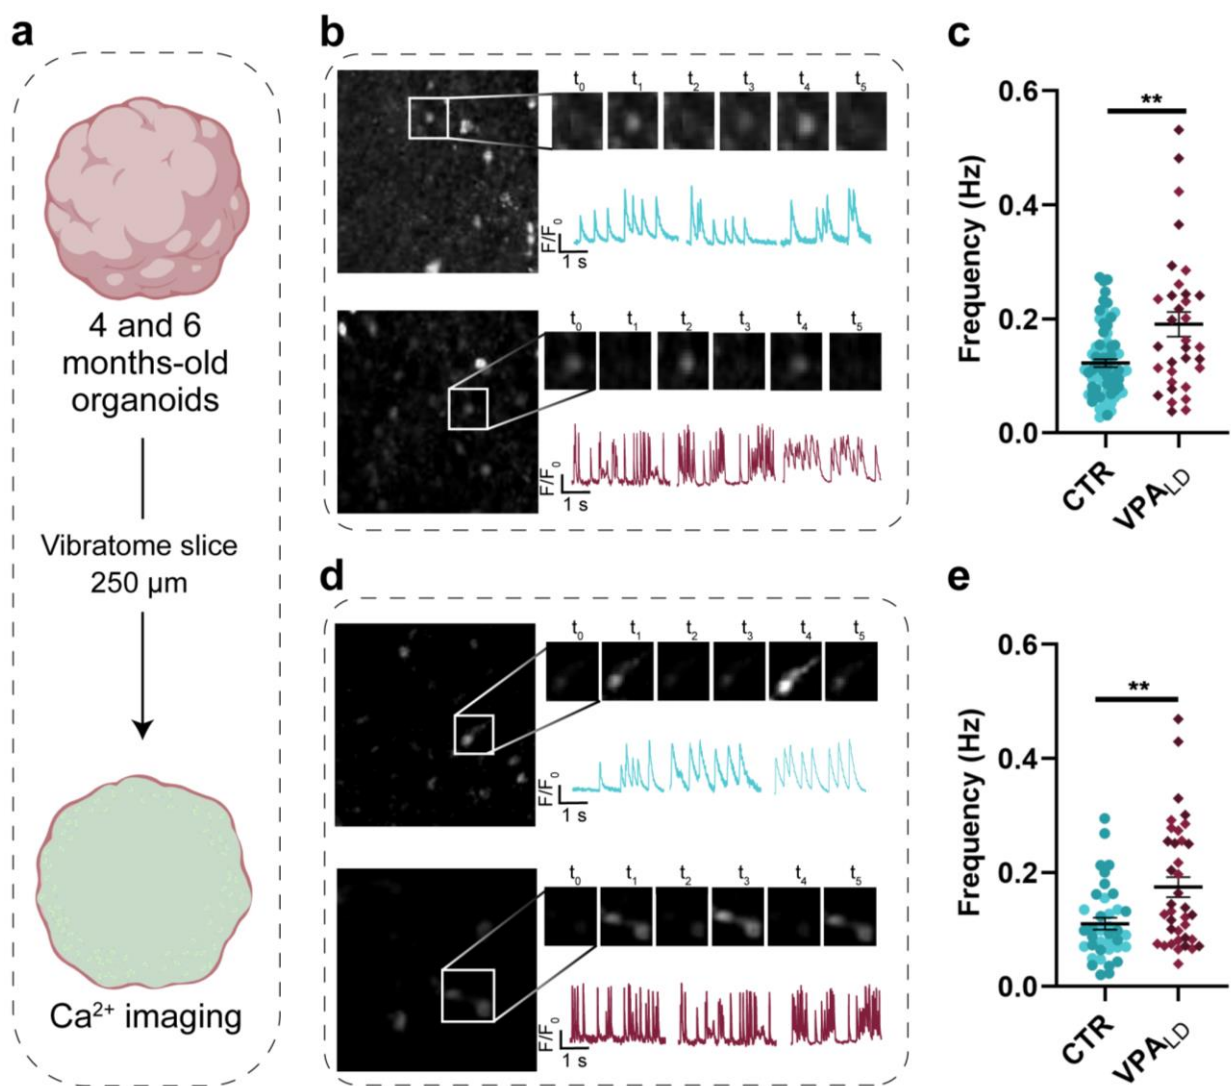 a
4 and 6
months-old
organoids
Vibratome slice
250 µm
Ca²⁺ imaging
b
t₀ t₁ t₂ t₃ t₄ t₅
F/F₀
1 s
t₀ t₁ t₂ t₃ t₄ t₅
F/F₀
1 s
c
Frequency (Hz)
0.6
0.4
0.2
0.0
**
CTR
VPA_LD
d
t₀ t₁ t₂ t₃ t₄ t₅
F/F₀
1 s
t₀ t₁ t₂ t₃ t₄ t₅
F/F₀
1 s
e
Frequency (Hz)
0.6
0.4
0.2
0.0
**
CTR
VPA_LD